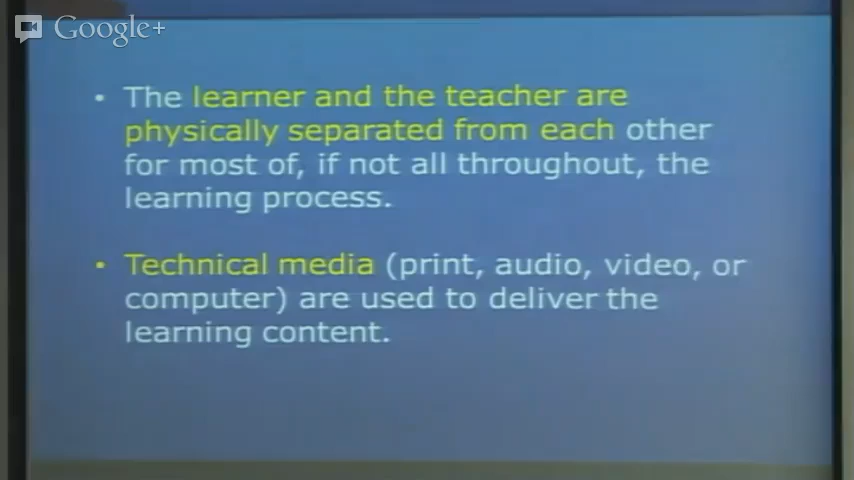 Google+
• The learner and the teacher are
physically separated from each other
for most of, if not all throughout, the
learning process.
• Technical media (print, audio, video, or
computer) are used to deliver the
learning content.